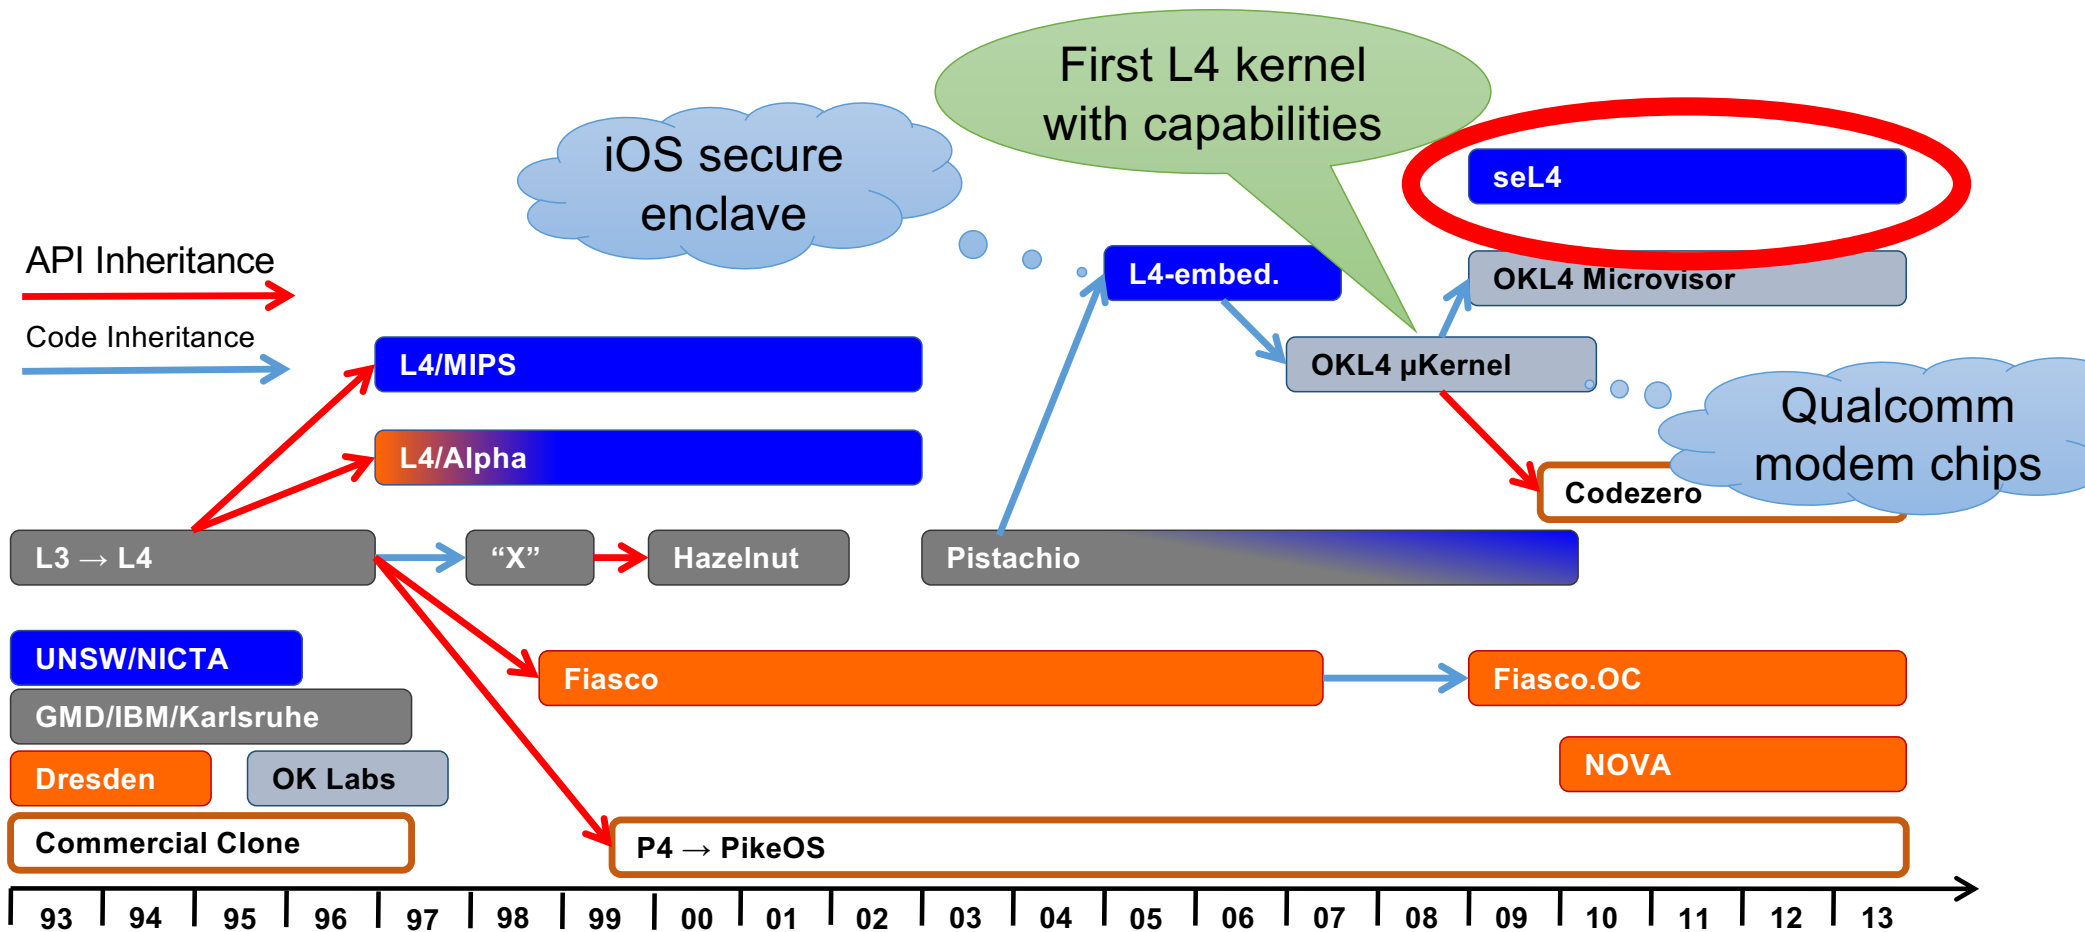 First L4 kernel
with capabilities
iOS secure
enclave
seL4
API Inheritance
L4-embed.
OKL4 Microvisor
Code Inheritance
L4/MIPS
OKL4 µKernel
Qualcomm
modem chips
L4/Alpha
Codezero
L3 → L4
“X”
Hazelnut
Pistachio
UNSW/NICTA
Fiasco
Fiasco.OC
GMD/IBM/Karlsruhe
Dresden
OK Labs
NOVA
Commercial Clone
P4 → PikeOS
93 94 95 96 97 98 99 00 01 02 03 04 05 06 07 08 09 10 11 12 13